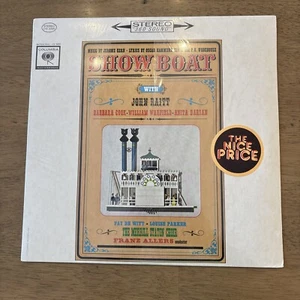 STEREO
360 SOUND
COLUMBIA
MUSIC BY JEROME KERN · LYRICS BY OSCAR HAMMERSTEIN
P. G. WODEHOUSE
SHOW BOAT
WITH
JOHN RAITT
BARBARA COOK · WILLIAM WARFIELD · ANITA DARIAN
THE
NICE
PRICE
FAY DE WITT · LOUISE PARKER
THE MERRILL STATON CHOIR
FRANZ ALLERS conductor